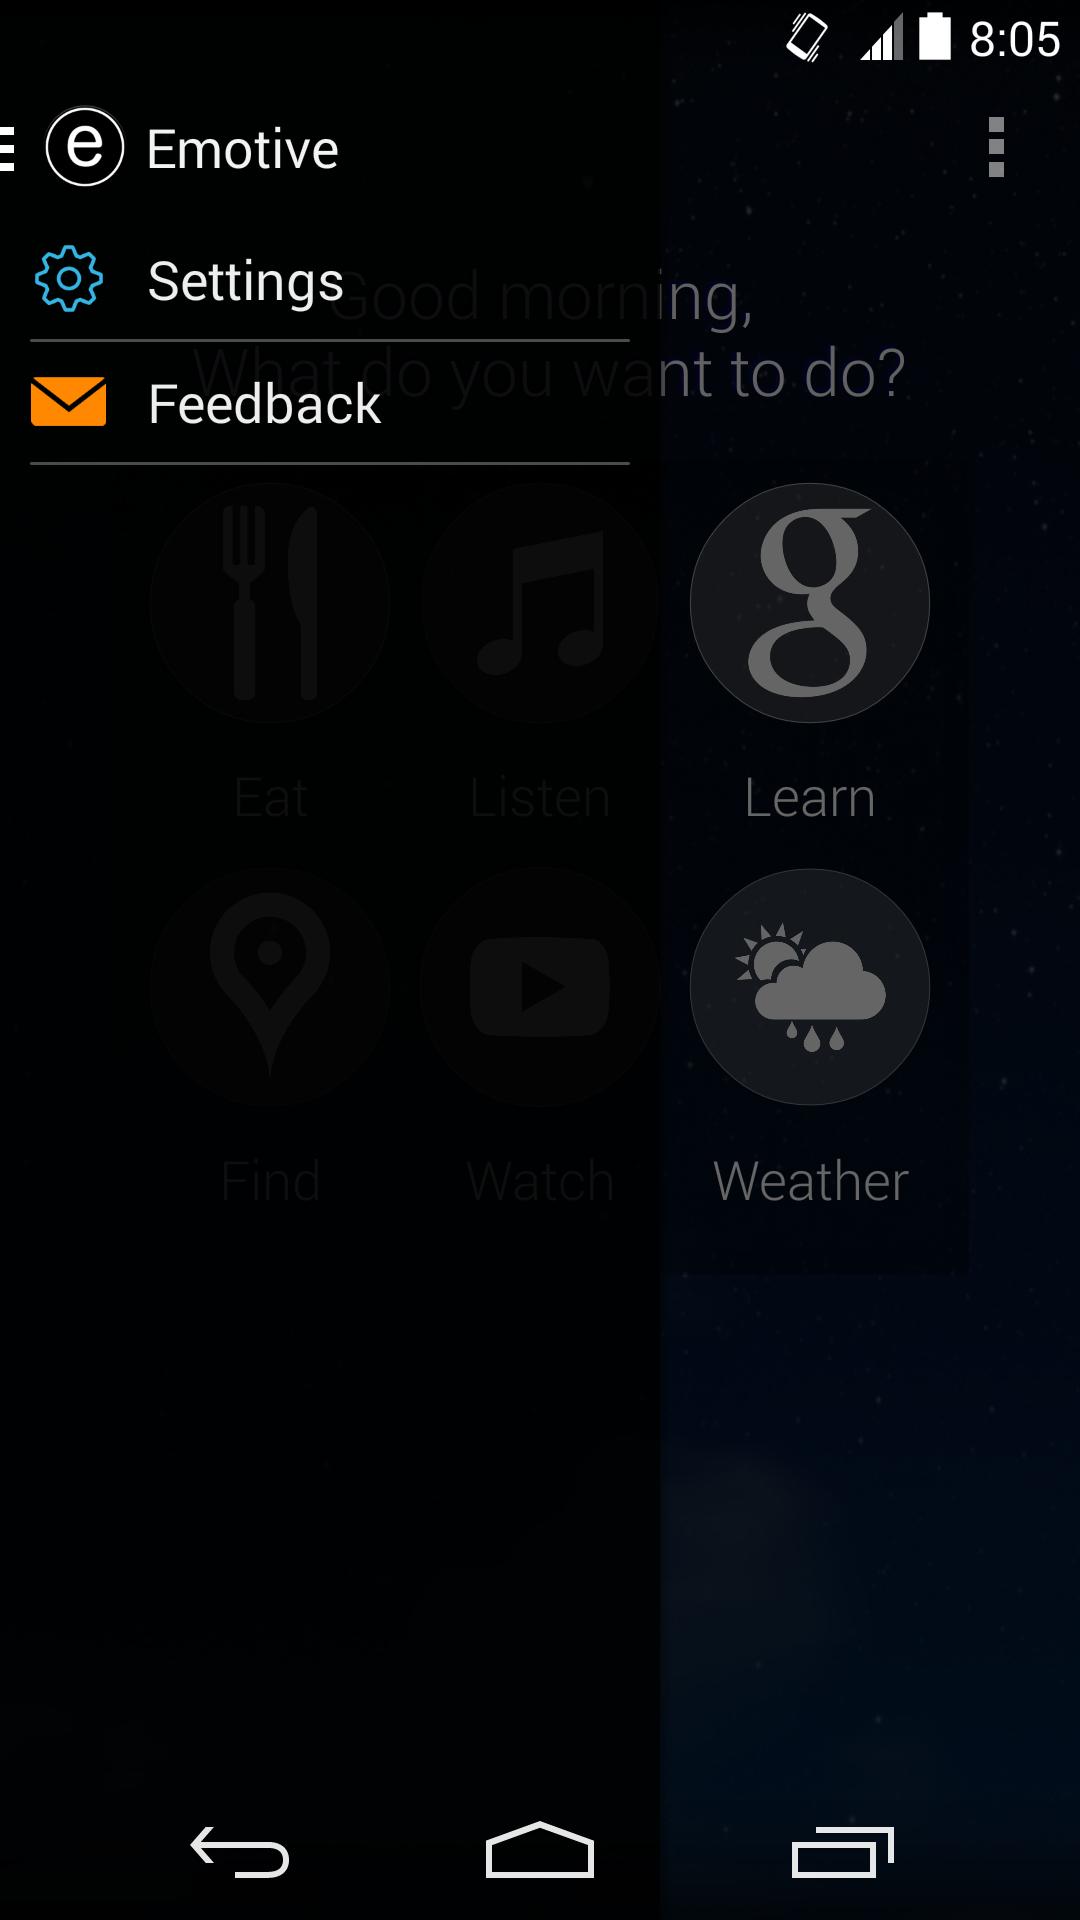 8:05
e Emotive
Settings
Good morning,
What do you want to do?
Feedback
g
Eat Listen Learn
Find Watch Weather